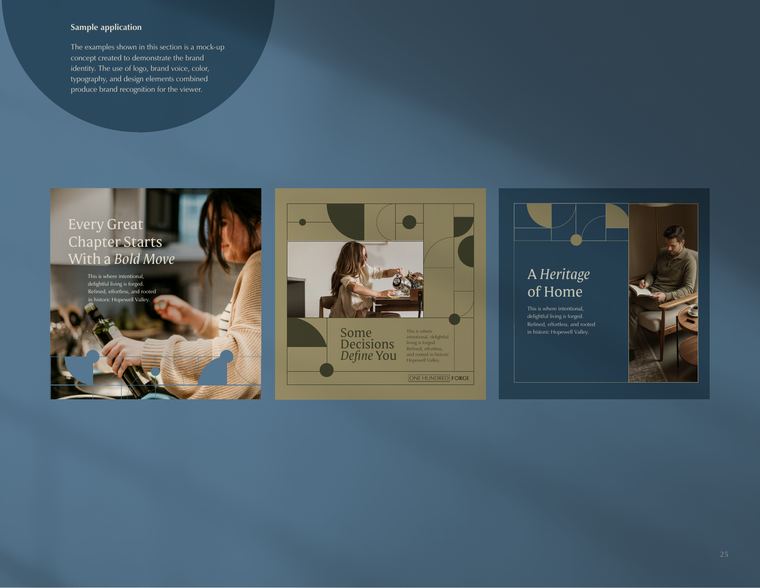 Sample application
The examples shown in this section is a mock-up
concept created to demonstrate the brand
identity. The use of logo, brand voice, color,
typography, and design elements combined
produce brand recognition for the viewer.
Every Great
Chapter Starts
With a Bold Move
This is where intentional,
delightful living is forged.
Refined, effortless, and rooted
in historic Hopewell Valley.
Some
Decisions
Define You
This is where
intentional, delightful
living is forged.
Refined, effortless,
and rooted in historic
Hopewell Valley.
ONE HUNDRED FORGE
A Heritage
of Home
This is where intentional,
delightful living is forged.
Refined, effortless, and rooted
in historic Hopewell Valley.
25